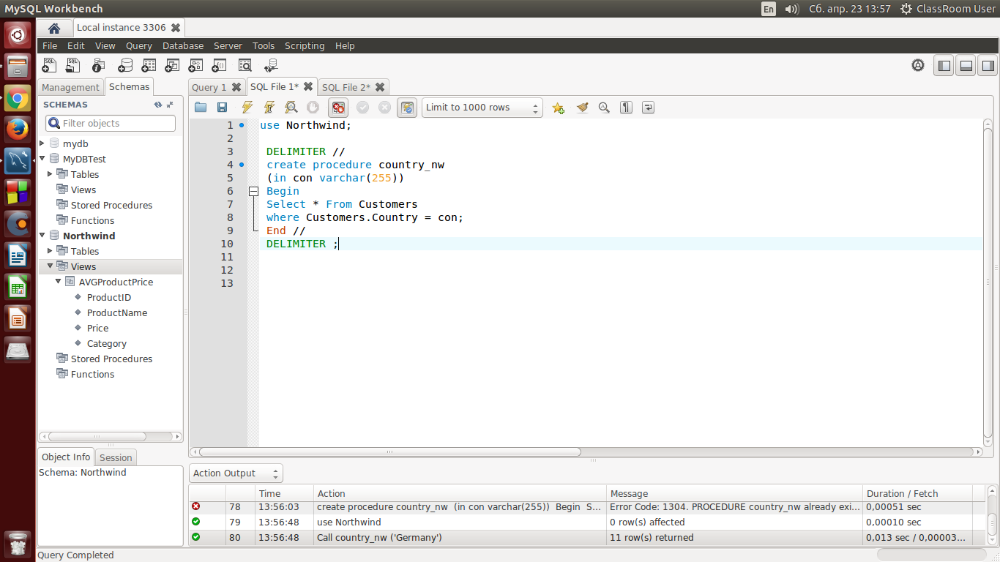 MySQL Workbench
En
Сб. апр. 23 13:57
ClassRoom User
Local instance 3306
File Edit View Query Database Server Tools Scripting Help
Management
Schemas
SCHEMAS
Filter objects
mydb
MyDBTest
Tables
Views
Stored Procedures
Functions
Northwind
Tables
Views
AVGProductPrice
ProductID
ProductName
Price
Category
Stored Procedures
Functions
Object Info
Session
Schema: Northwind
Query 1
SQL File 1*
SQL File 2*
Limit to 1000 rows
1 use Northwind;
2
3 DELIMITER //
4 create procedure country_nw
5 (in con varchar(255))
6 Begin
7 Select * From Customers
8 where Customers.Country = con;
9 End //
10 DELIMITER ;
11
12
13
Action Output
Time Action Message Duration / Fetch
78 13:56:03 create procedure country_nw (in con varchar(255)) Begin S... Error Code: 1304. PROCEDURE country_nw already exi... 0,00051 sec
79 13:56:48 use Northwind 0 row(s) affected 0,00010 sec
80 13:56:48 Call country_nw ('Germany') 11 row(s) returned 0,013 sec / 0,00003...
Query Completed